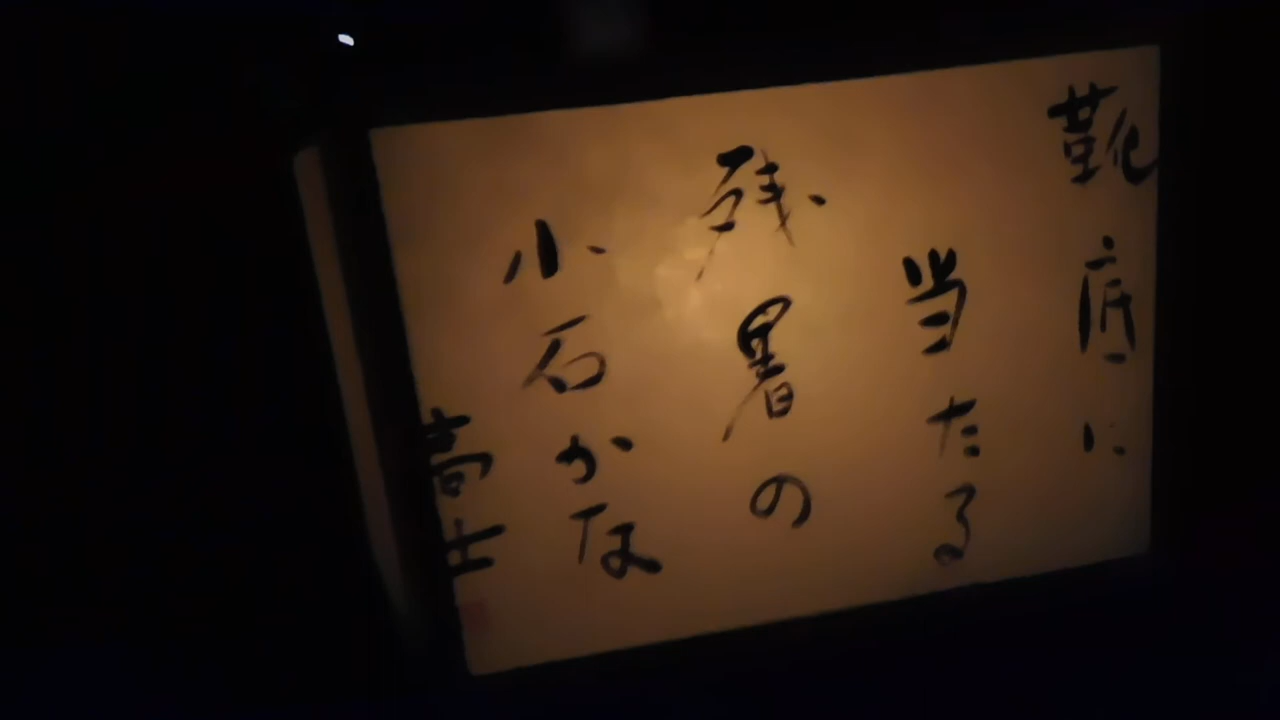 靴底に
当たる
残暑の
小石かな
高士